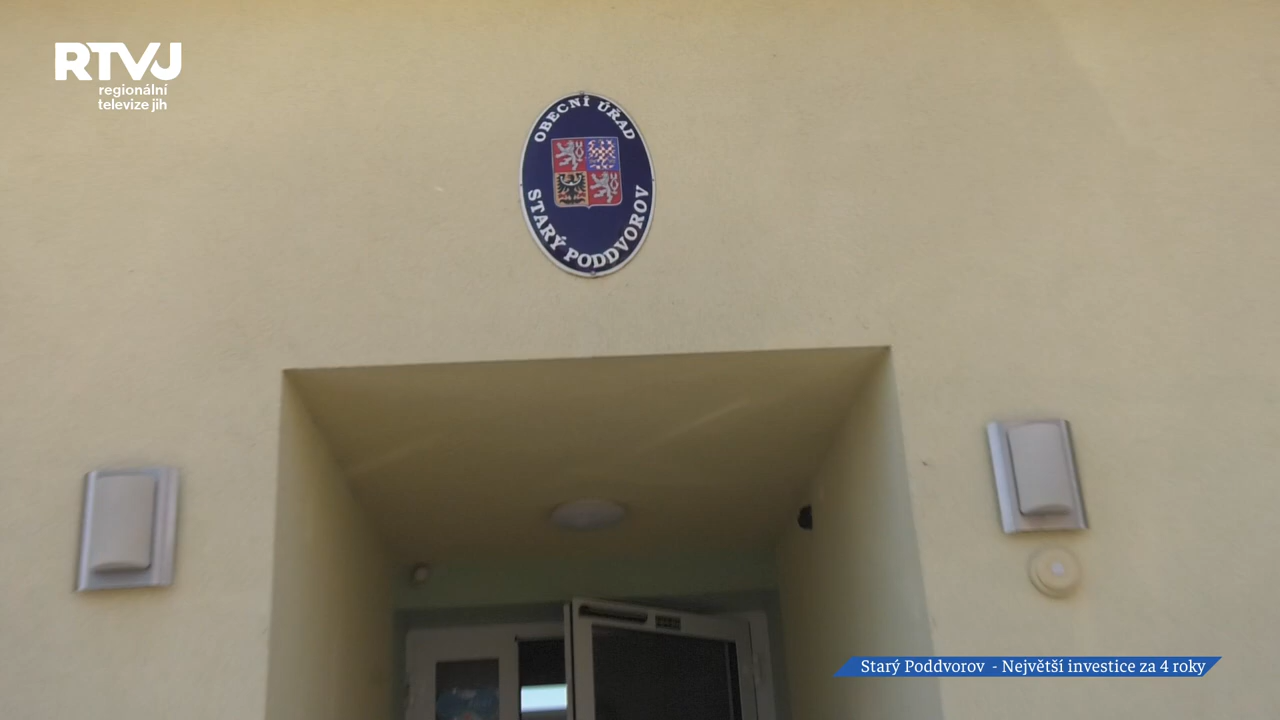 RTVJ
regionální
televize jih
OBECNÍ ÚŘAD
STARÝ PODDVOROV
Starý Poddvorov - Největší investice za 4 roky